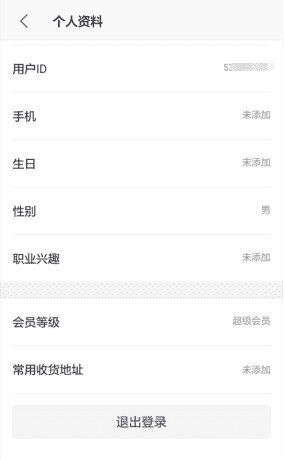 个人资料
用户ID
手机 未添加
生日 未添加
性别 男
职业兴趣 未添加
会员等级 超级会员
常用收货地址 未添加
退出登录